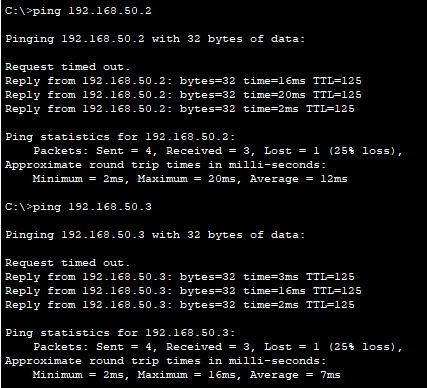 C:\>ping 192.168.50.2
Pinging 192.168.50.2 with 32 bytes of data:
Request timed out.
Reply from 192.168.50.2: bytes=32 time=16ms TTL=125
Reply from 192.168.50.2: bytes=32 time=20ms TTL=125
Reply from 192.168.50.2: bytes=32 time=2ms TTL=125
Ping statistics for 192.168.50.2:
Packets: Sent = 4, Received = 3, Lost = 1 (25% loss),
Approximate round trip times in milli-seconds:
Minimum = 2ms, Maximum = 20ms, Average = 12ms
C:\>ping 192.168.50.3
Pinging 192.168.50.3 with 32 bytes of data:
Request timed out.
Reply from 192.168.50.3: bytes=32 time=3ms TTL=125
Reply from 192.168.50.3: bytes=32 time=16ms TTL=125
Reply from 192.168.50.3: bytes=32 time=2ms TTL=125
Ping statistics for 192.168.50.3:
Packets: Sent = 4, Received = 3, Lost = 1 (25% loss),
Approximate round trip times in milli-seconds:
Minimum = 2ms, Maximum = 16ms, Average = 7ms